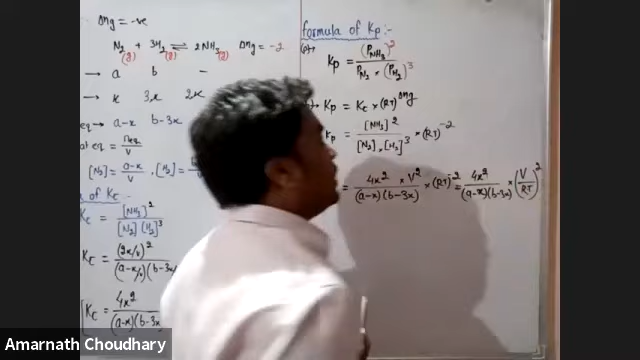 Δng = -ve
N2(g) + 3H2(g) ⇌ 2NH3(g) Δng = -2
→ a b -
→ x 3x 2x
eq → a-x b-3x
at eq = neq/V
[N2] = a-x/V , [H2] =
of Kc
Kc = [NH3]^2/[N2][H2]^3
Kc = (2x/V)^2/(a-x/V)(b-3x/
Kc = 4x^2/(a-x)(b-3x
formula of Kp:-
Kp = (PNH3)^2/PN2 × (PH2)^3
→ Kp = Kc × (RT)^Δng
Kp = [NH3]^2/[N2].[H2]^3 × (RT)^-2
= 4x^2 × V^2/(a-x)(b-3x) × (RT)^-2 = 4x^2/(a-x)(b-3x) × (V/RT)^2
Amarnath Choudhary